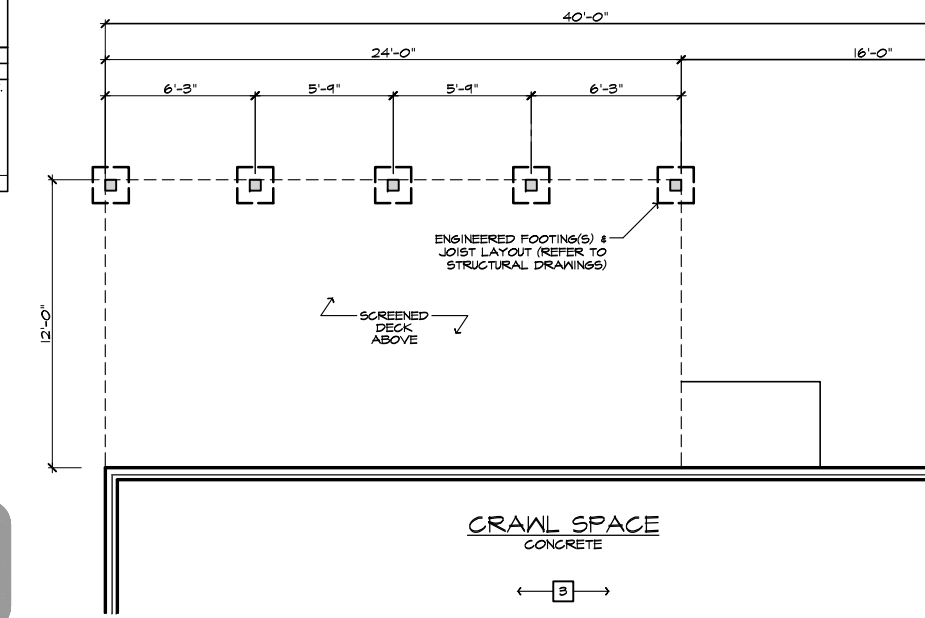 40'-0"
24'-0"
16'-0"
6'-3"
5'-9"
5'-9"
6'-3"
ENGINEERED FOOTING(S) &
JOIST LAYOUT (REFER TO
STRUCTURAL DRAWINGS)
12'-0"
SCREENED
DECK
ABOVE
CRAWL SPACE
CONCRETE
3